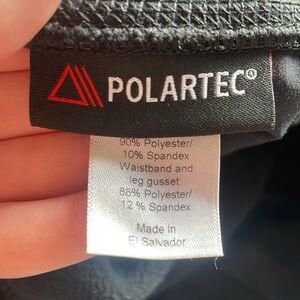 POLARTEC®
90% Polyester/
10% Spandex
Waistband and
leg gusset
88% Polyester/
12 % Spandex
Made in
El Salvador